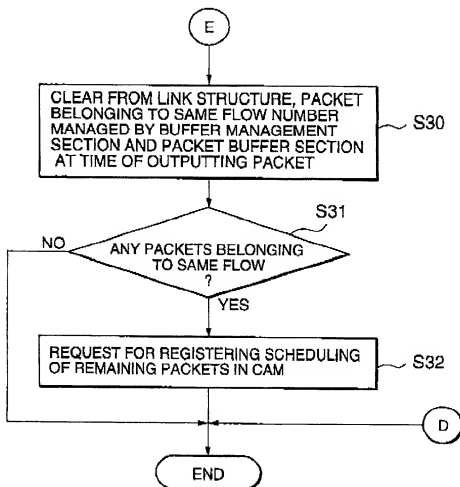 E
CLEAR FROM LINK STRUCTURE, PACKET
BELONGING TO SAME FLOW NUMBER
MANAGED BY BUFFER MANAGEMENT
SECTION AND PACKET BUFFER SECTION
AT TIME OF OUTPUTTING PACKET
S30
S31
NO
ANY PACKETS BELONGING
TO SAME FLOW
?
YES
REQUEST FOR REGISTERING SCHEDULING
OF REMAINING PACKETS IN CAM
S32
D
END